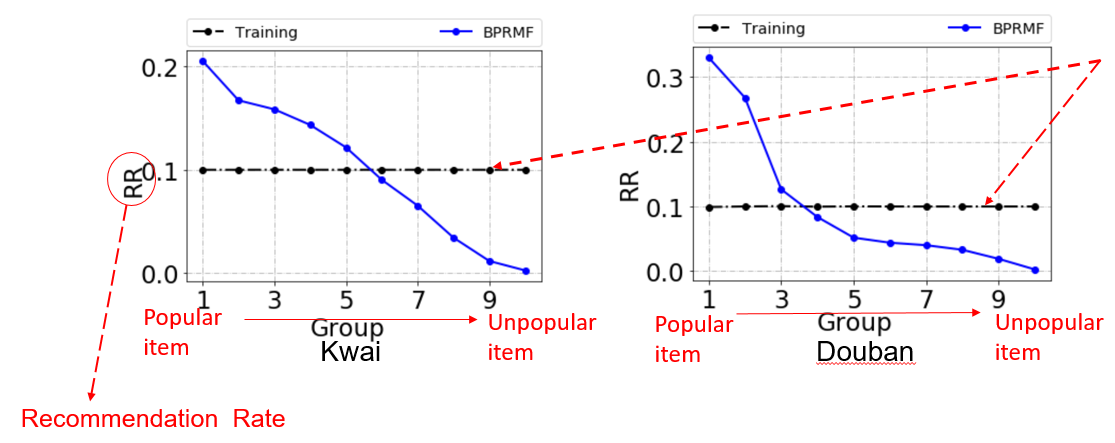 Training BPRMF
0.2
0.1
0.0
RR
1 3 5 7 9
Popular
item
Unpopular
item
Group
Kwai
Recommendation Rate
Training BPRMF
0.3
0.2
0.1
0.0
RR
1 3 5 7 9
Popular
item
Unpopular
item
Group
Douban